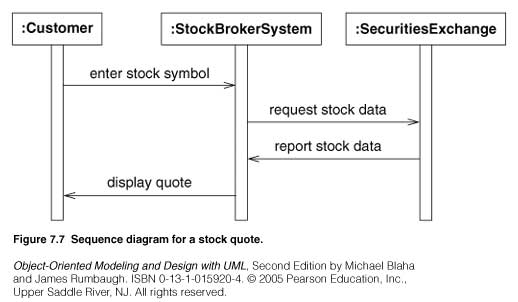 :Customer
:StockBrokerSystem
:SecuritiesExchange
enter stock symbol
request stock data
report stock data
display quote
Figure 7.7 Sequence diagram for a stock quote.
Object-Oriented Modeling and Design with UML, Second Edition by Michael Blaha
and James Rumbaugh. ISBN 0-13-1-015920-4. © 2005 Pearson Education, Inc.,
Upper Saddle River, NJ. All rights reserved.